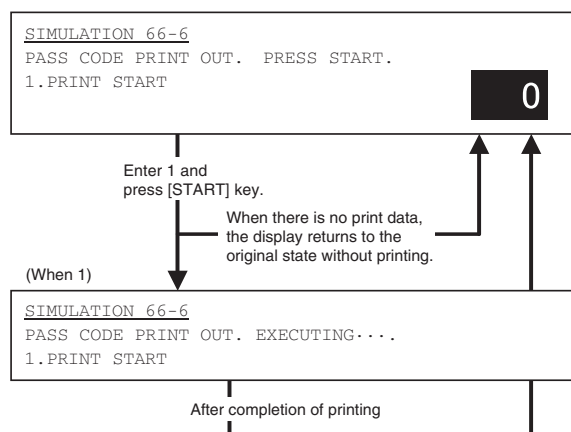 SIMULATION 66-6
PASS CODE PRINT OUT. PRESS START.
1.PRINT START
0
Enter 1 and
press [START] key.
When there is no print data,
the display returns to the
original state without printing.
(When 1)
SIMULATION 66-6
PASS CODE PRINT OUT. EXECUTING···.
1.PRINT START
After completion of printing